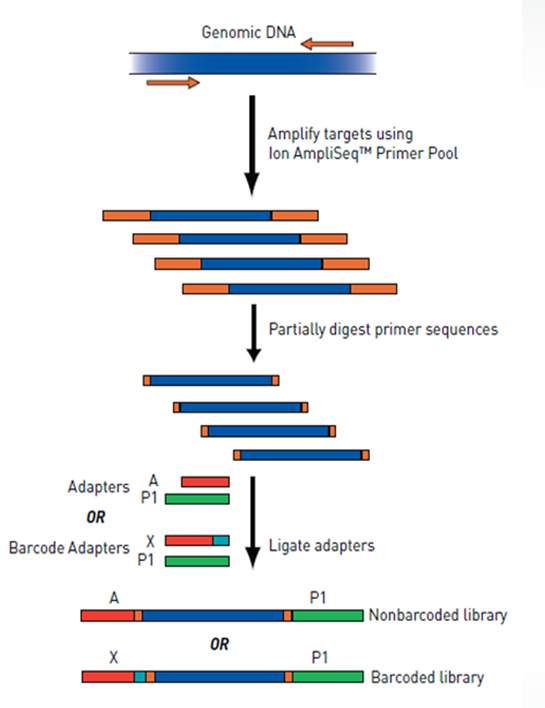 Genomic DNA
Amplify targets using
Ion AmpliSeq™ Primer Pool
Partially digest primer sequences
Adapters
A
P1
OR
Barcode Adapters
X
P1
Ligate adapters
A
P1
Nonbarcoded library
OR
X
P1
Barcoded library